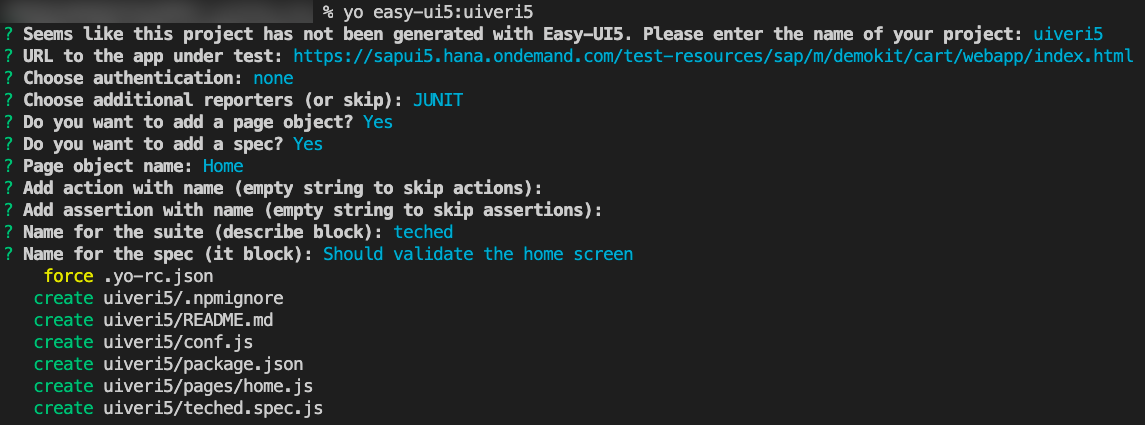 % yo easy-ui5:uiveri5
? Seems like this project has not been generated with Easy-UI5. Please enter the name of your project: uiveri5
? URL to the app under test: https://sapui5.hana.ondemand.com/test-resources/sap/m/demokit/cart/webapp/index.html
? Choose authentication: none
? Choose additional reporters (or skip): JUNIT
? Do you want to add a page object? Yes
? Do you want to add a spec? Yes
? Page object name: Home
? Add action with name (empty string to skip actions):
? Add assertion with name (empty string to skip assertions):
? Name for the suite (describe block): teched
? Name for the spec (it block): Should validate the home screen
force .yo-rc.json
create uiveri5/.npmignore
create uiveri5/README.md
create uiveri5/conf.js
create uiveri5/package.json
create uiveri5/pages/home.js
create uiveri5/teched.spec.js